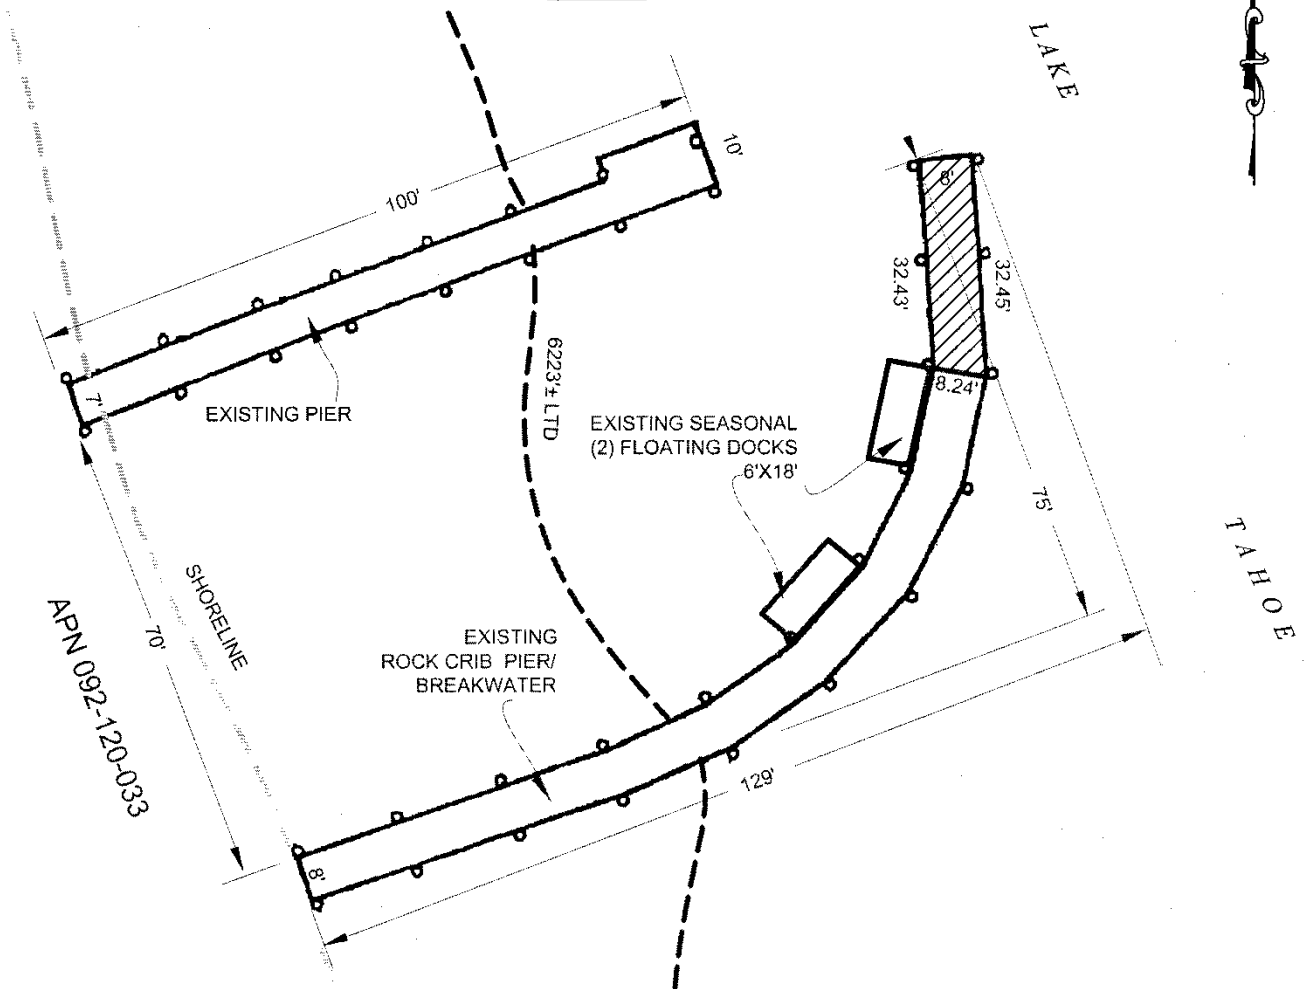 LAKE
10'
100'
8'
32.43'
32.45'
6223'± LTD
7'
8.24'
EXISTING PIER
EXISTING SEASONAL
(2) FLOATING DOCKS
6'X18'
75'
TAHOE
SHORELINE
70'
APN 092-120-033
EXISTING
ROCK CRIB PIER/
BREAKWATER
129'
8'